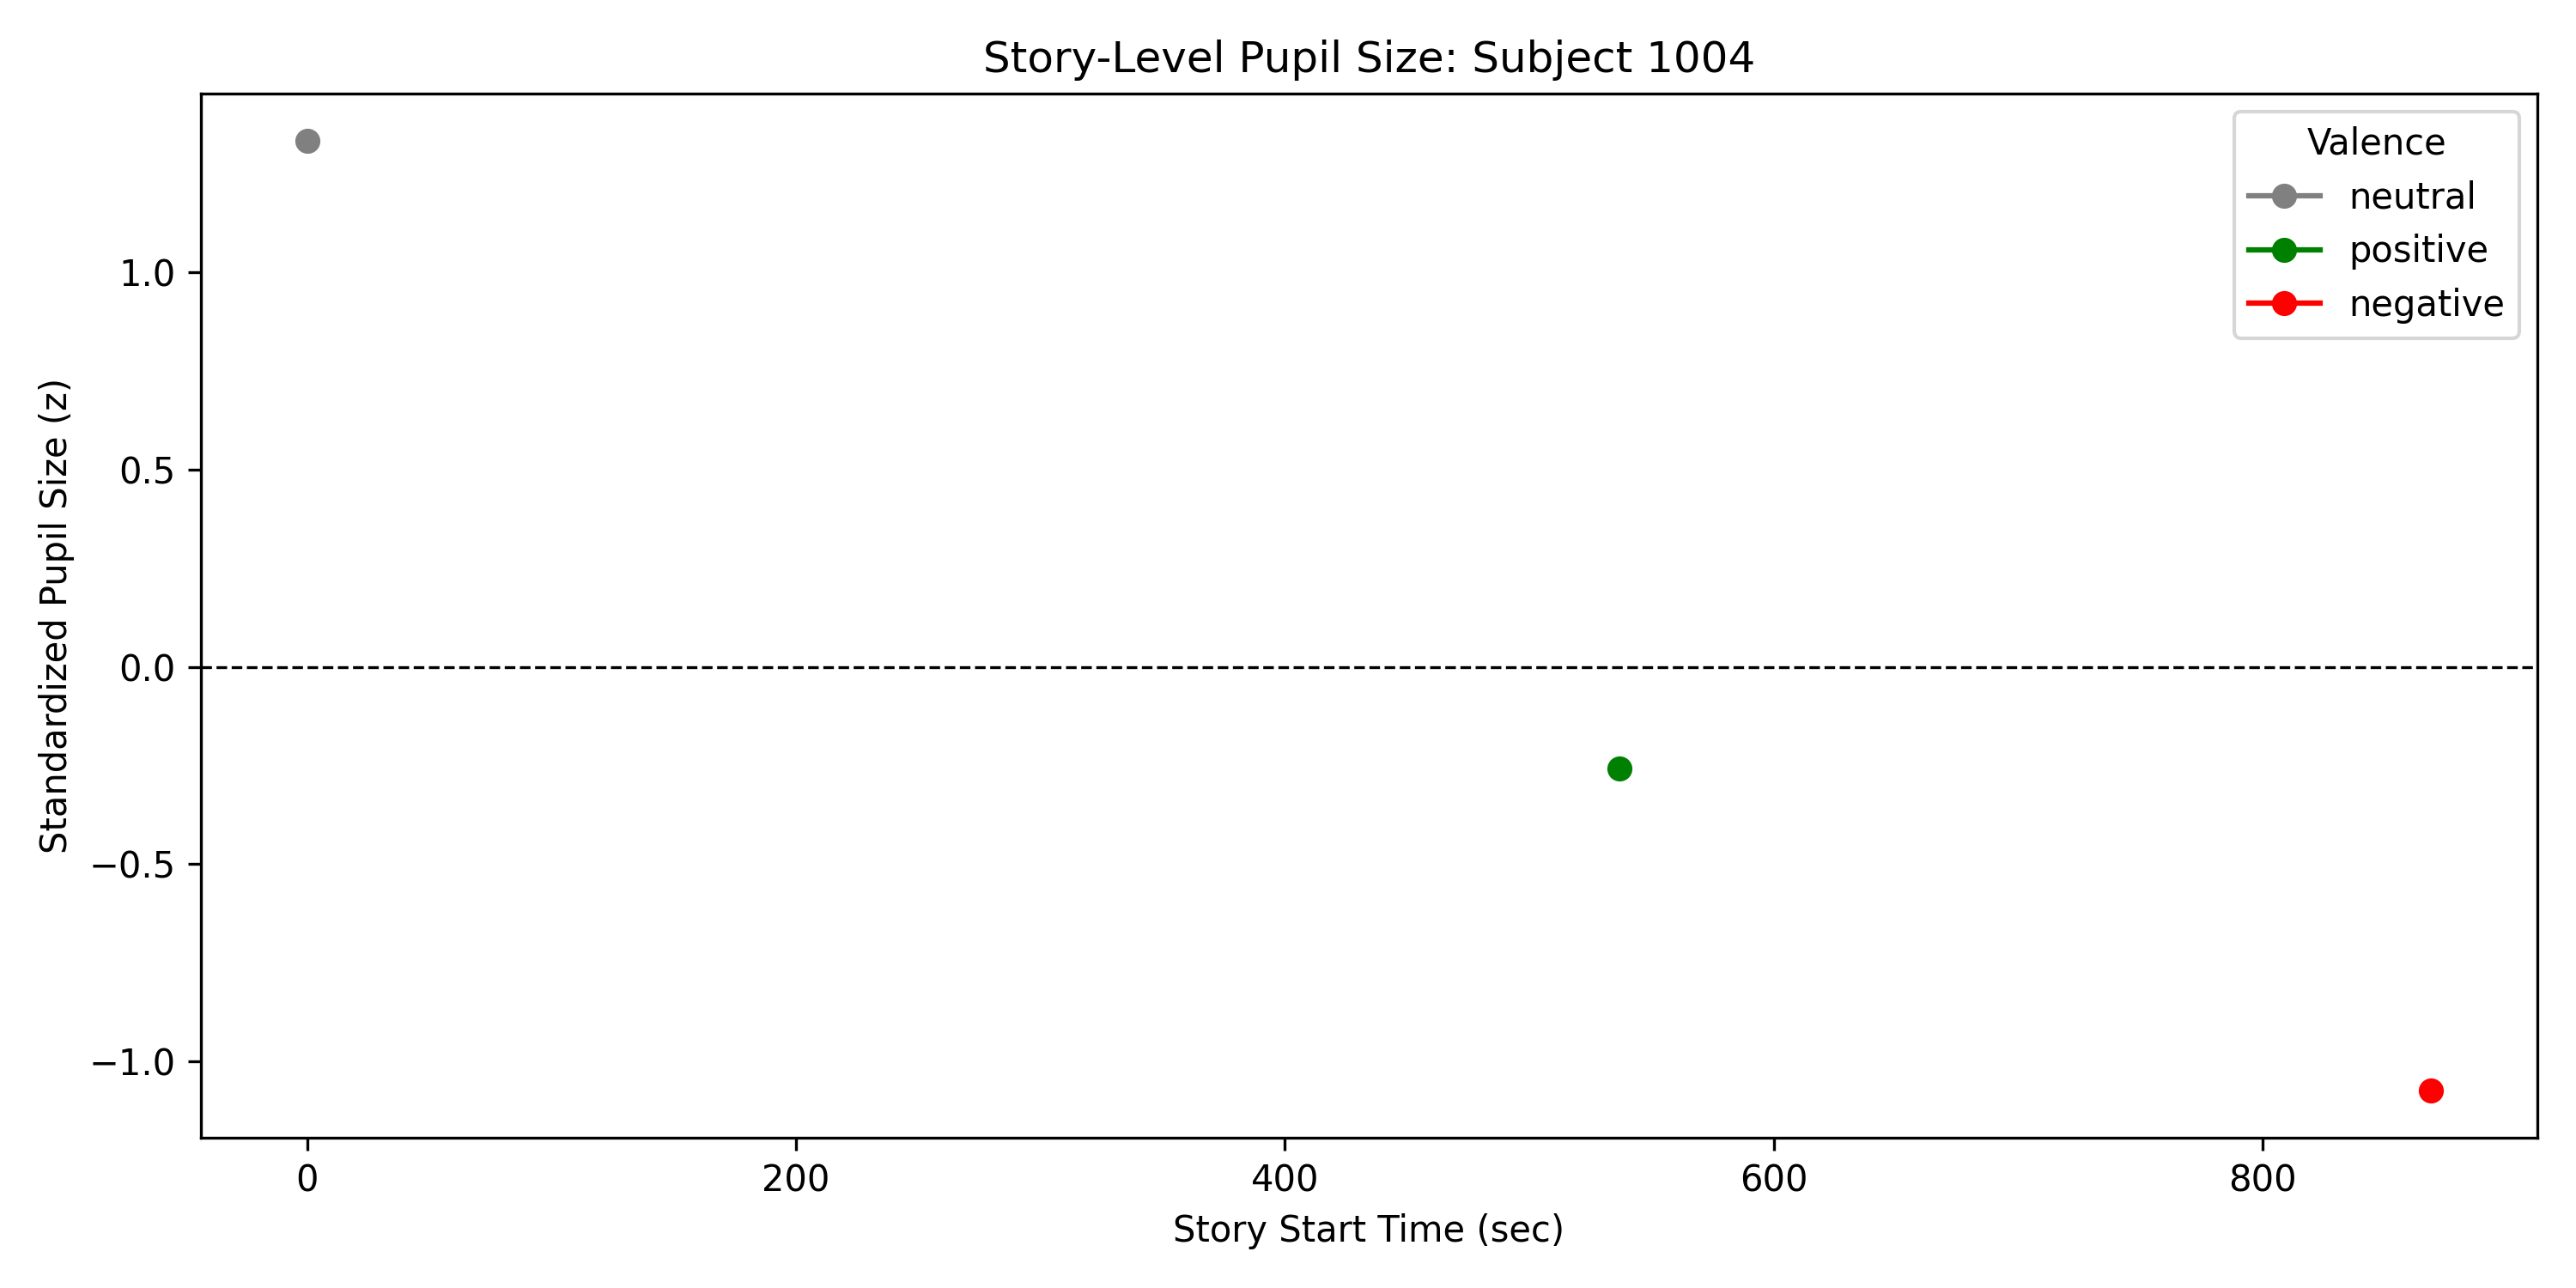 Story-Level Pupil Size: Subject 1004
Valence
neutral
positive
negative
Standardized Pupil Size (z)
1.0
0.5
0.0
−0.5
−1.0
0 200 400 600 800
Story Start Time (sec)